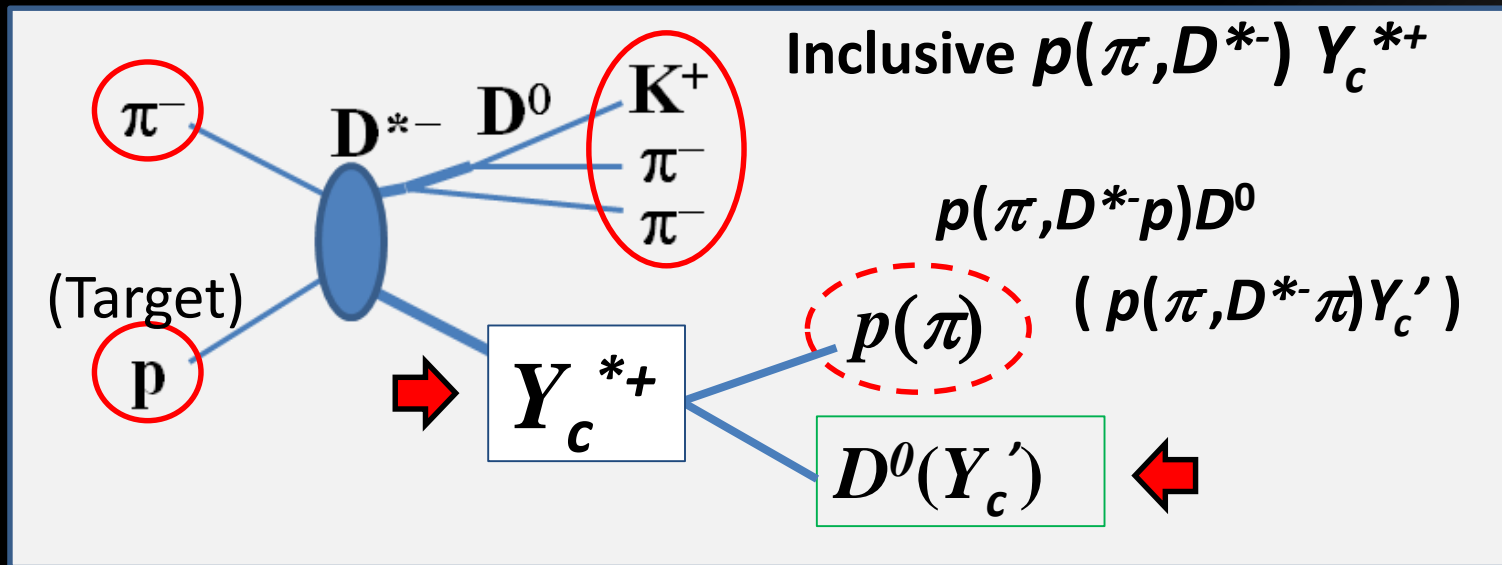 Inclusive p(π-,D*-) Yc*+
π−
D*−
D0
K+
π−
π−
p(π-,D*-p)D0
(Target)
p
p(π)
( p(π-,D*-π)Yc’ )
Yc*+
D0(Yc’)